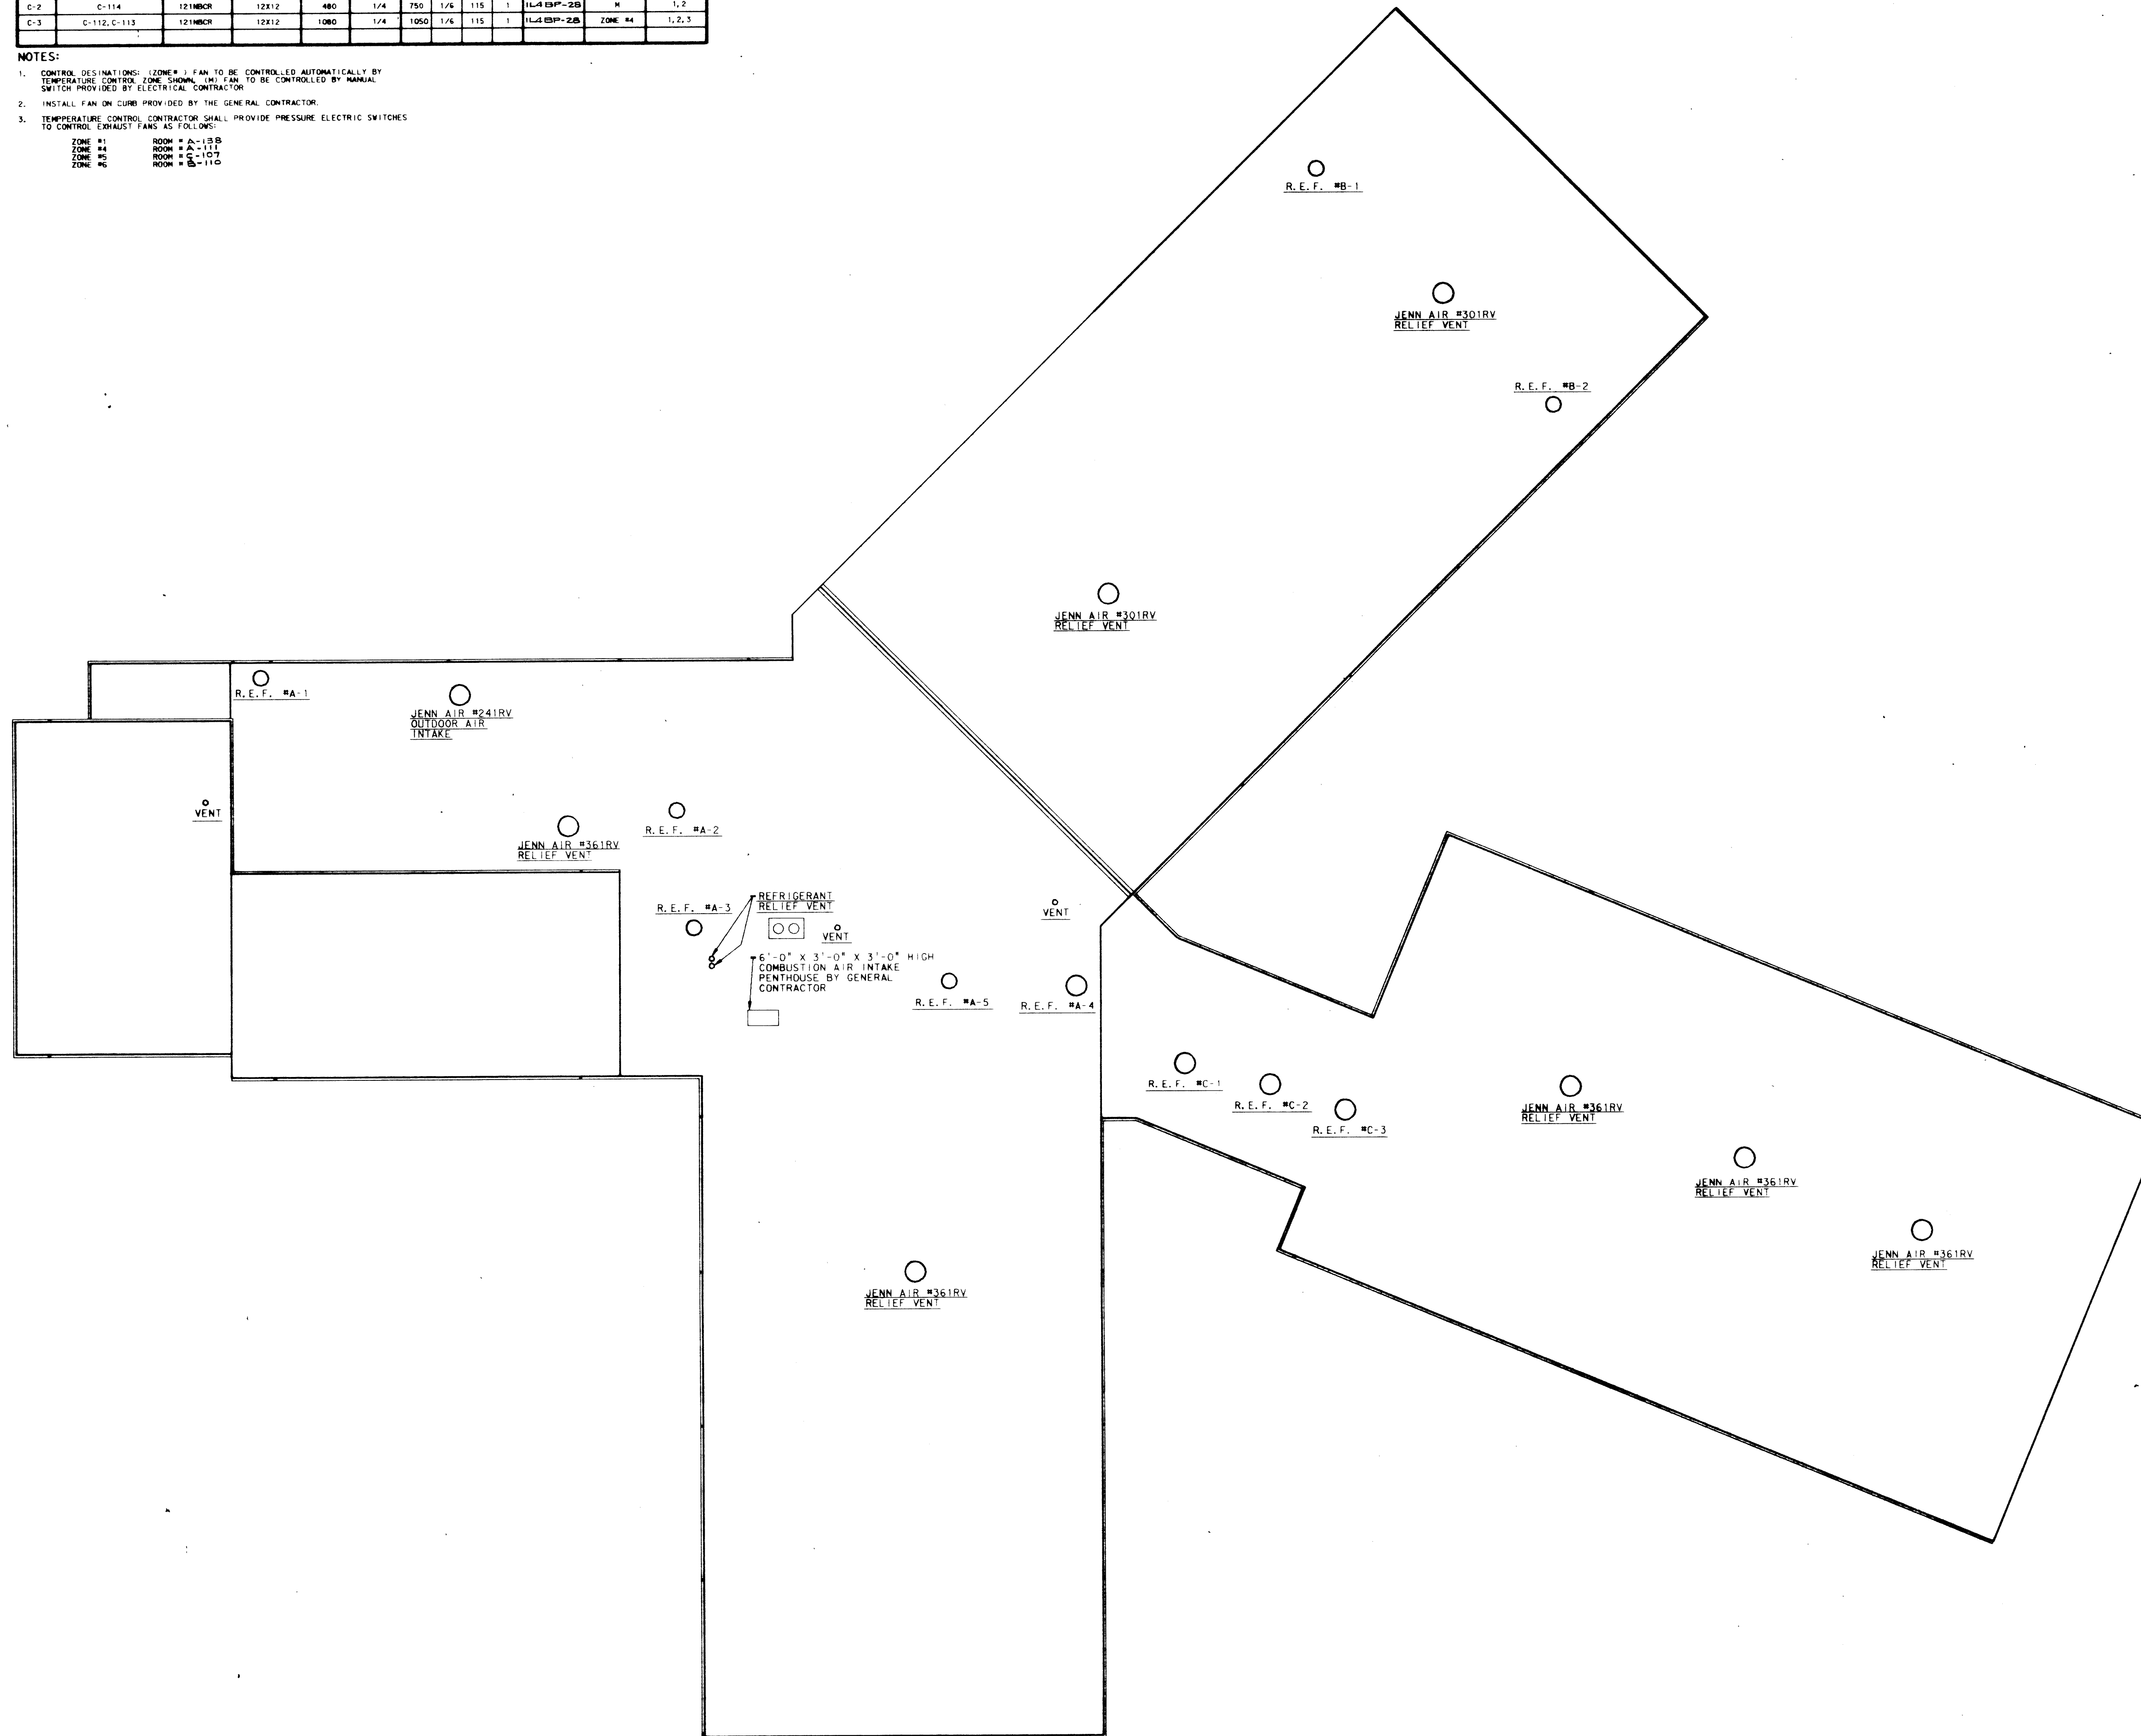 C-2 C-114 121NBCR 12X12 480 1/4 750 1/6 115 1 1L4BP-28 M 1,2
C-3 C-112,C-113 121NBCR 12X12 1080 1/4 1050 1/6 115 1 1L4BP-28 ZONE #4 1,2,3
NOTES:
1. CONTROL DESINATIONS: (ZONE# ) FAN TO BE CONTROLLED AUTOMATICALLY BY
TEMPERATURE CONTROL ZONE SHOWN, (M) FAN TO BE CONTROLLED BY MANUAL
SWITCH PROVIDED BY ELECTRICAL CONTRACTOR
2. INSTALL FAN ON CURB PROVIDED BY THE GENERAL CONTRACTOR.
3. TEMPPERATURE CONTROL CONTRACTOR SHALL PROVIDE PRESSURE ELECTRIC SWITCHES
TO CONTROL EXHAUST FANS AS FOLLOWS:
ZONE #1 ROOM # A-138
ZONE #4 ROOM # A-111
ZONE #5 ROOM # C-107
ZONE #6 ROOM # B-110
R.E.F. #B-1
JENN AIR #301RV
RELIEF VENT
R.E.F. #B-2
JENN AIR #301RV
RELIEF VENT
R.E.F. #A-1
JENN AIR #241RV
OUTDOOR AIR
INTAKE
VENT
R.E.F. #A-2
JENN AIR #361RV
RELIEF VENT
REFRIGERANT
RELIEF VENT
R.E.F. #A-3
VENT
VENT
6'-0" X 3'-0" X 3'-0" HIGH
COMBUSTION AIR INTAKE
PENTHOUSE BY GENERAL
CONTRACTOR
R.E.F. #A-5
R.E.F. #A-4
R.E.F. #C-1
R.E.F. #C-2
R.E.F. #C-3
JENN AIR #361RV
RELIEF VENT
JENN AIR #361RV
RELIEF VENT
JENN AIR #361RV
RELIEF VENT
JENN AIR #361RV
RELIEF VENT